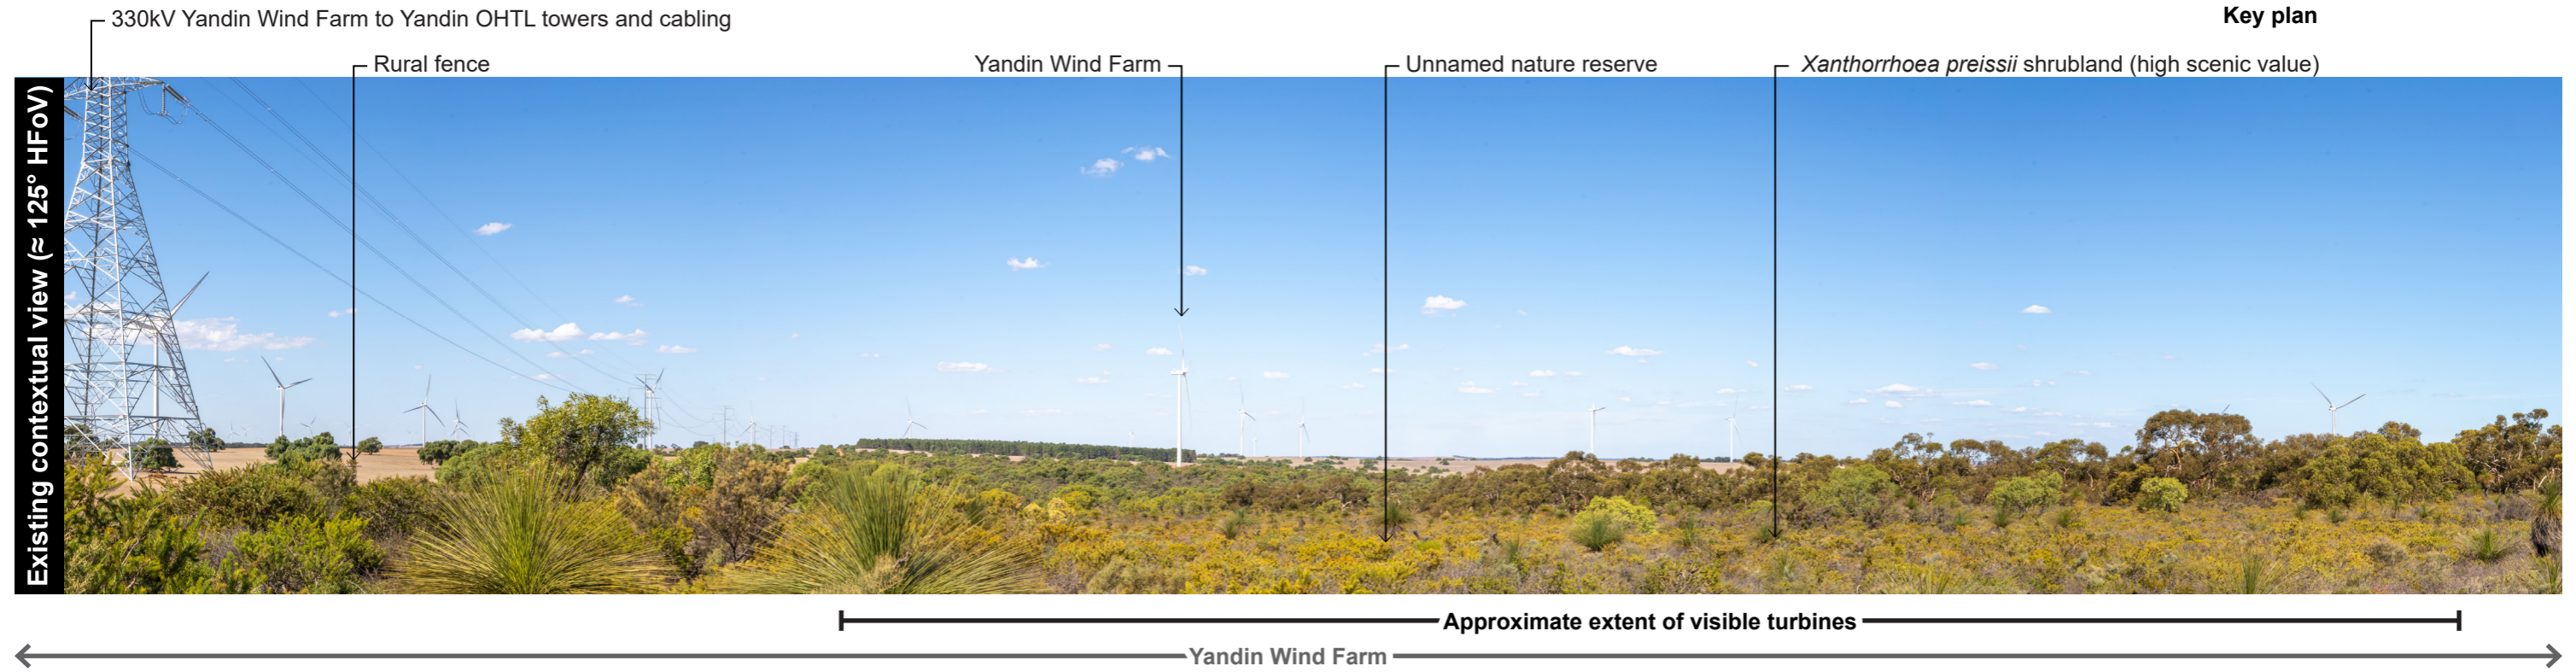 330kV Yandin Wind Farm to Yandin OHTL towers and cabling
Key plan
Rural fence
Yandin Wind Farm
Unnamed nature reserve
Xanthorrhoea preissii shrubland (high scenic value)
Existing contextual view (≈ 125° HFoV)
Approximate extent of visible turbines
Yandin Wind Farm